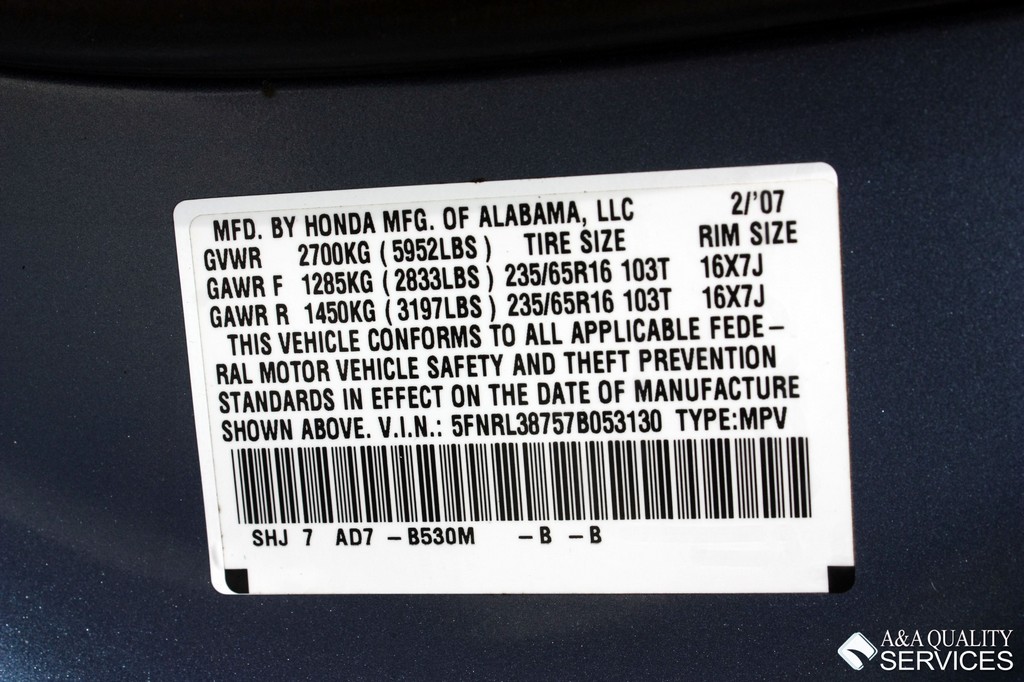 MFD. BY HONDA MFG. OF ALABAMA, LLC 2/'07
GVWR 2700KG ( 5952LBS ) TIRE SIZE RIM SIZE
GAWR F 1285KG ( 2833LBS ) 235/65R16 103T 16X7J
GAWR R 1450KG ( 3197LBS ) 235/65R16 103T 16X7J
THIS VEHICLE CONFORMS TO ALL APPLICABLE FEDE-
RAL MOTOR VEHICLE SAFETY AND THEFT PREVENTION
STANDARDS IN EFFECT ON THE DATE OF MANUFACTURE
SHOWN ABOVE. V.I.N.: 5FNRL38757B053130 TYPE:MPV
SHJ 7 AD7 -B530M -B -B
A&A QUALITY
SERVICES